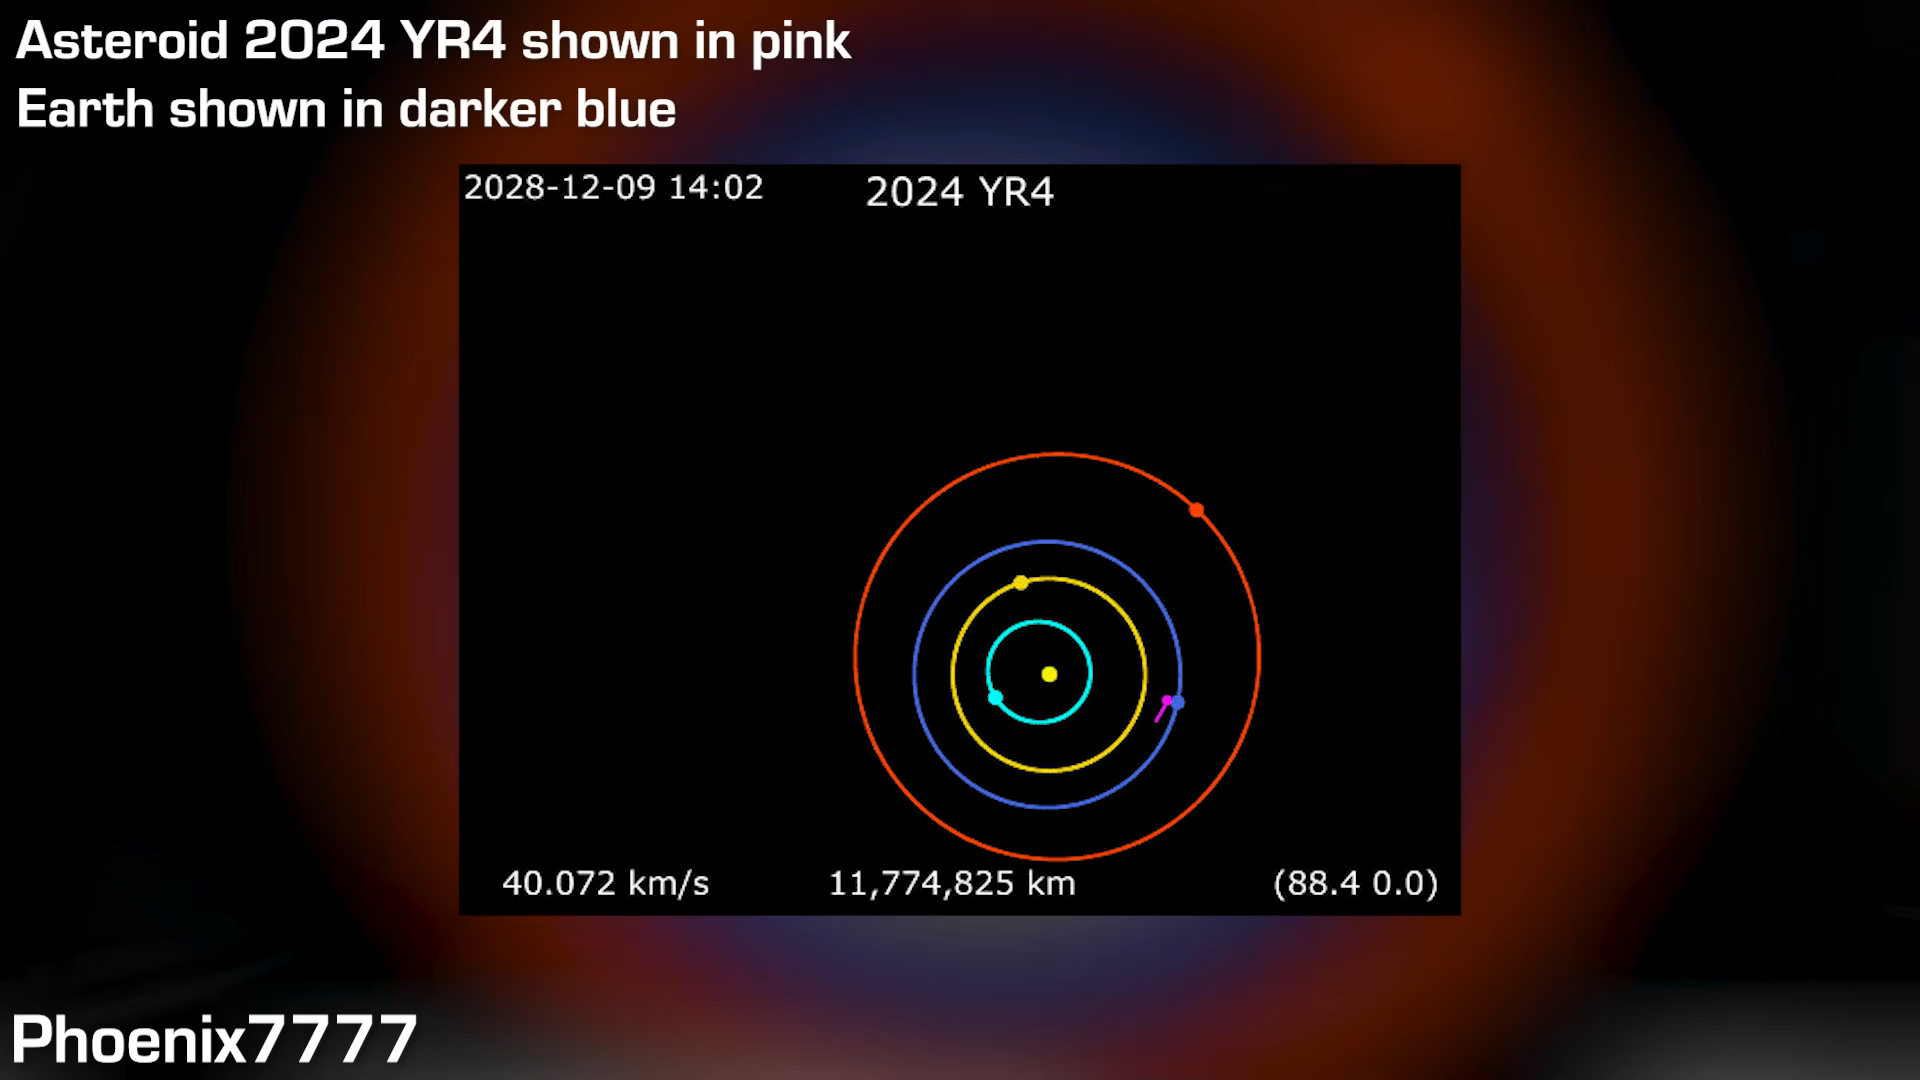 Asteroid 2024 YR4 shown in pink
Earth shown in darker blue
2028-12-09 14:02
2024 YR4
40.072 km/s
11,774,825 km
(88.4 0.0)
Phoenix7777